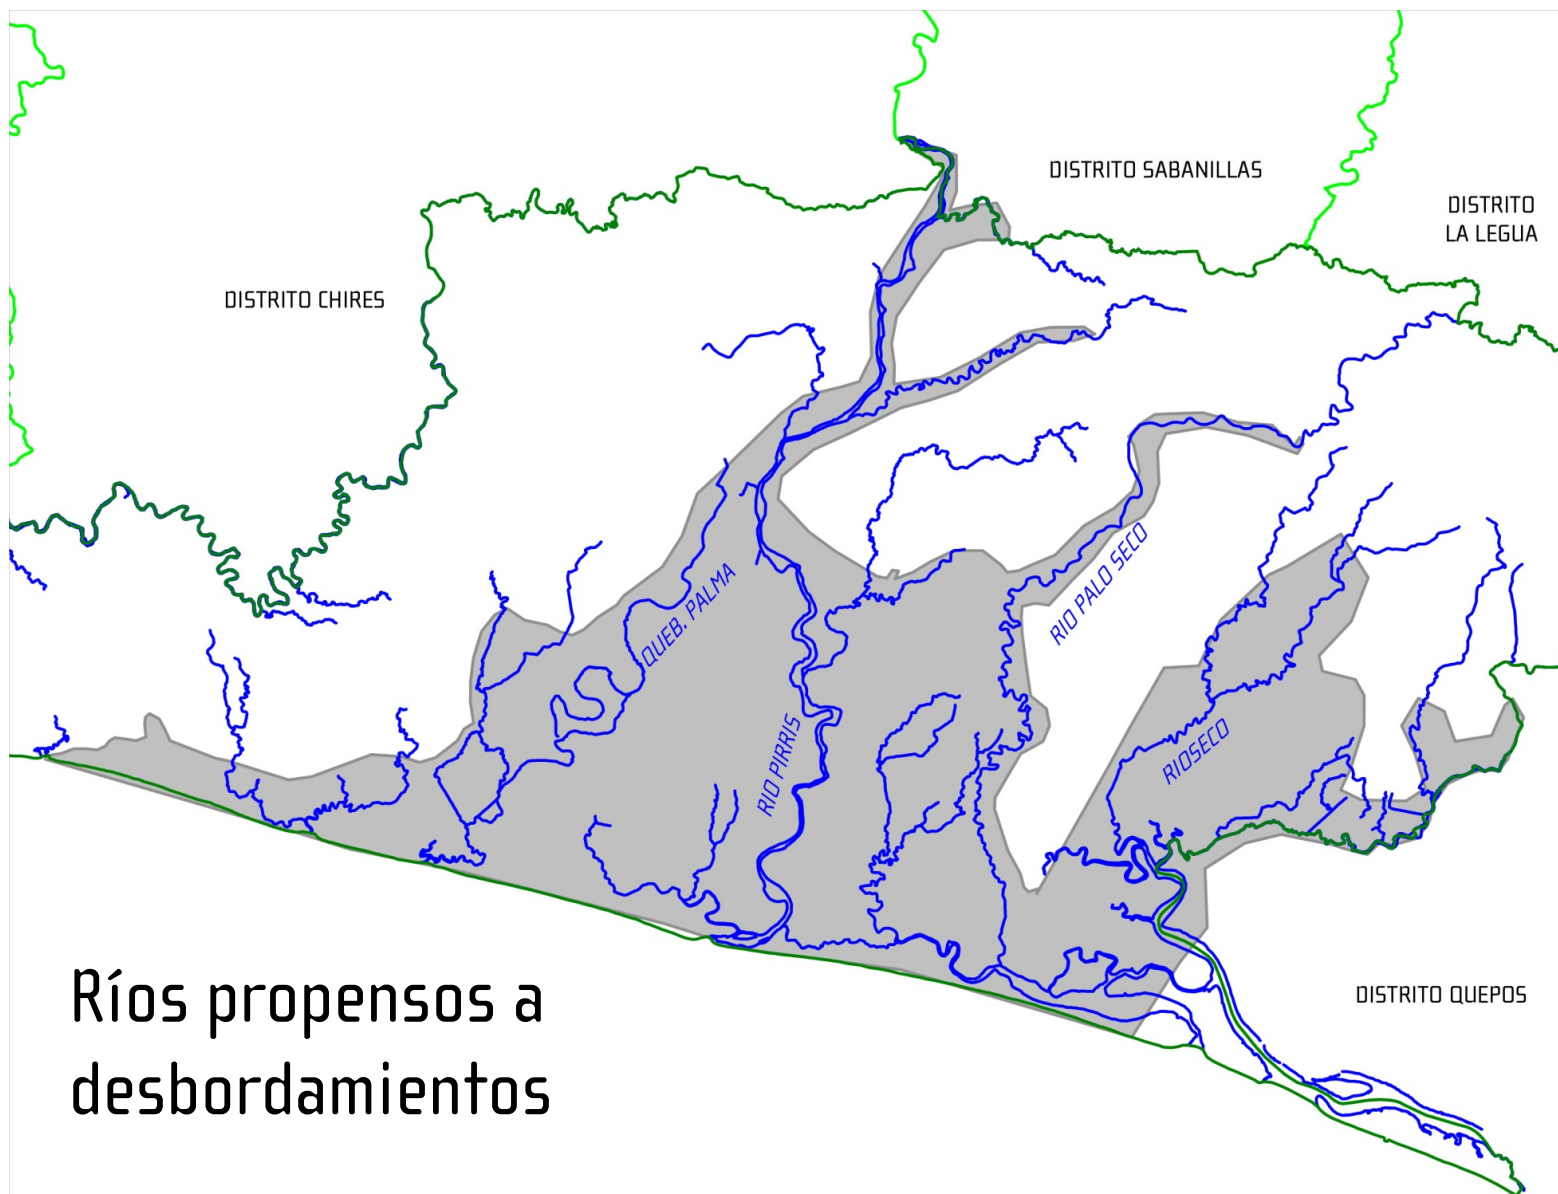 DISTRITO SABANILLAS
DISTRITO
LA LEGUA
DISTRITO CHIRES
RIO PALO SECO
QUEB. PALMA
RIO PIRRIS
RIOSECO
DISTRITO QUEPOS
Ríos propensos a
desbordamientos